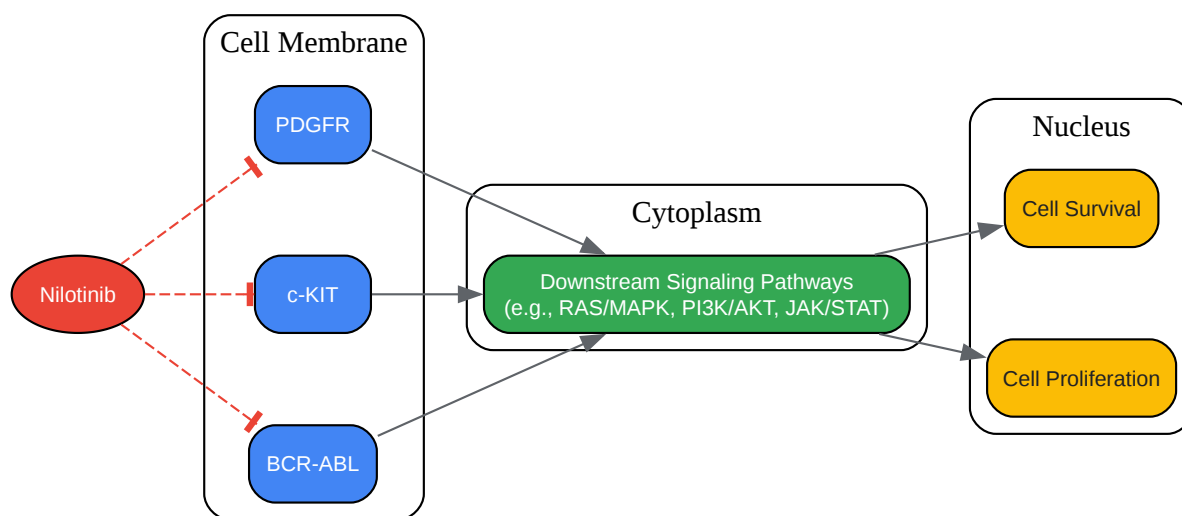 Cell Membrane
PDGFR
Nucleus
Cell Survival
Cytoplasm
Nilotinib
c-KIT
Downstream Signaling Pathways
(e.g., RAS/MAPK, PI3K/AKT, JAK/STAT)
Cell Proliferation
BCR-ABL